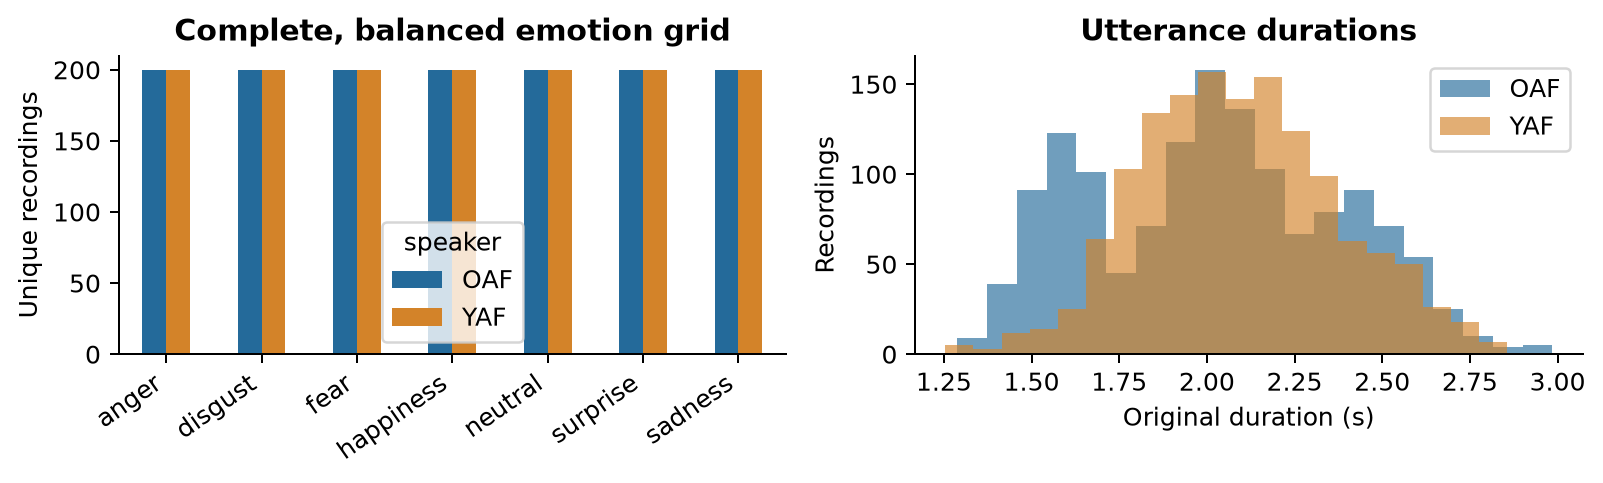 Complete, balanced emotion grid
Unique recordings
200
150
100
50
0
speaker
OAF
YAF
anger
disgust
fear
happiness
neutral
surprise
sadness
Utterance durations
Recordings
150
100
50
0
OAF
YAF
1.25 1.50 1.75 2.00 2.25 2.50 2.75 3.00
Original duration (s)